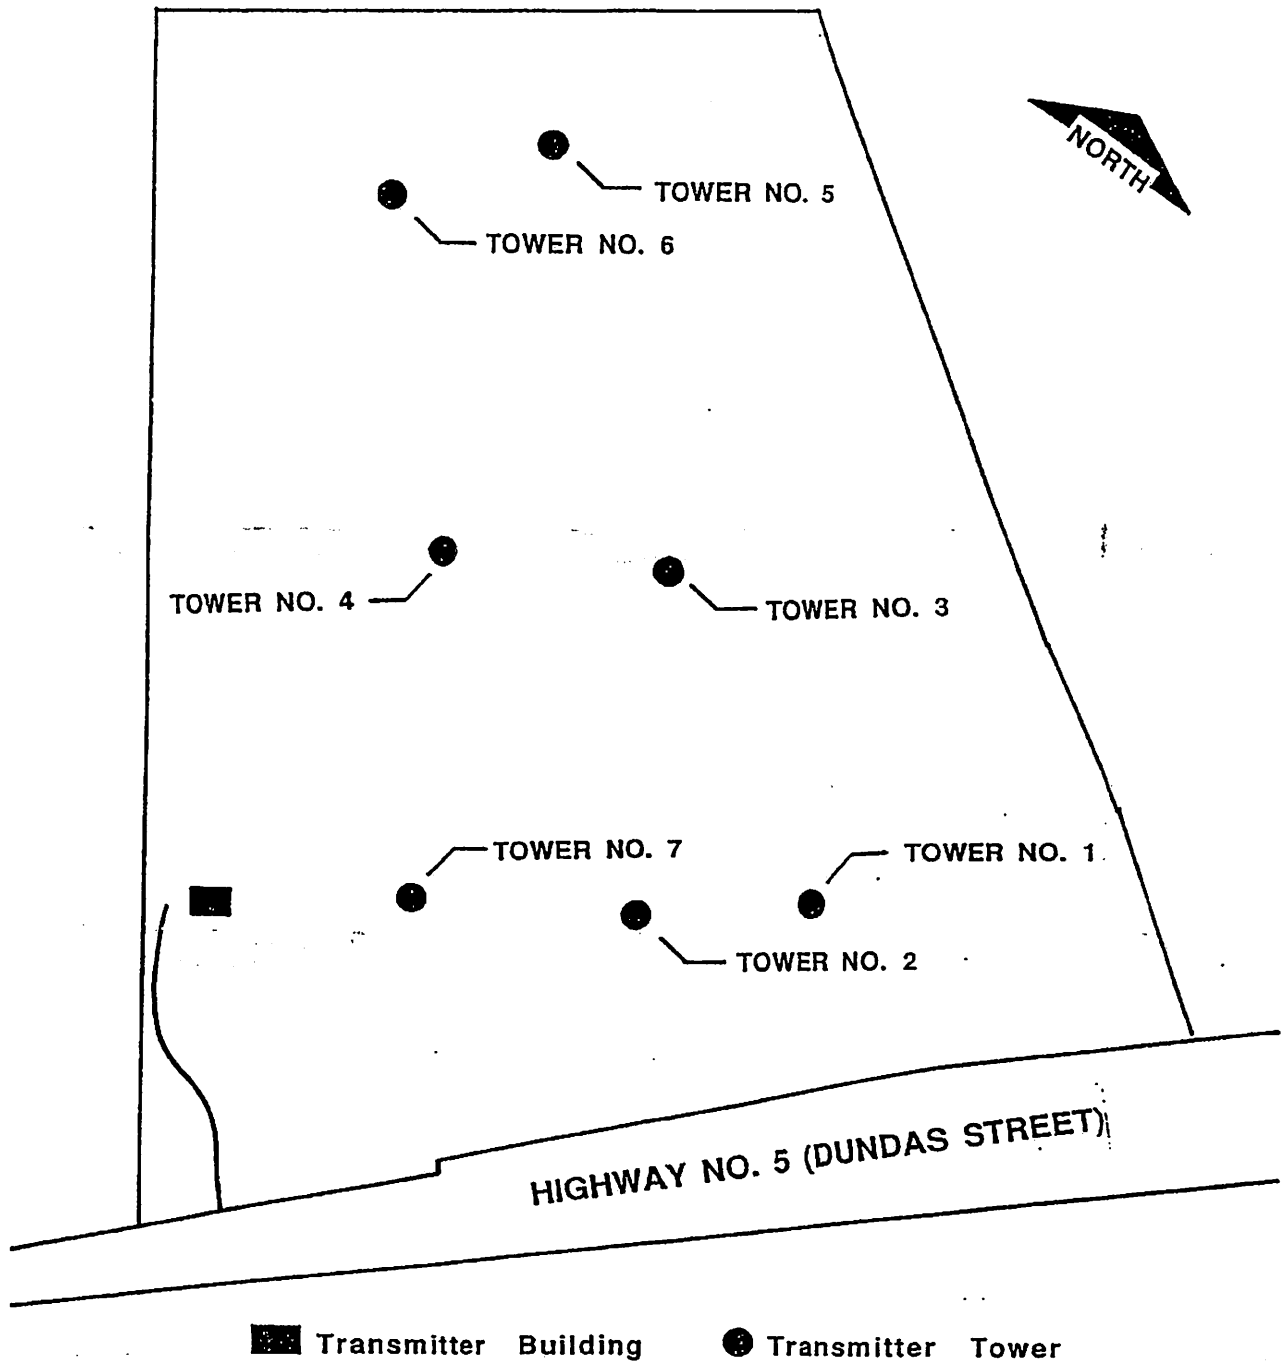 TOWER NO. 5
NORTH
TOWER NO. 6
TOWER NO. 4
TOWER NO. 3
TOWER NO. 7
TOWER NO. 1
TOWER NO. 2
HIGHWAY NO. 5 (DUNDAS STREET)
Transmitter Building
Transmitter Tower